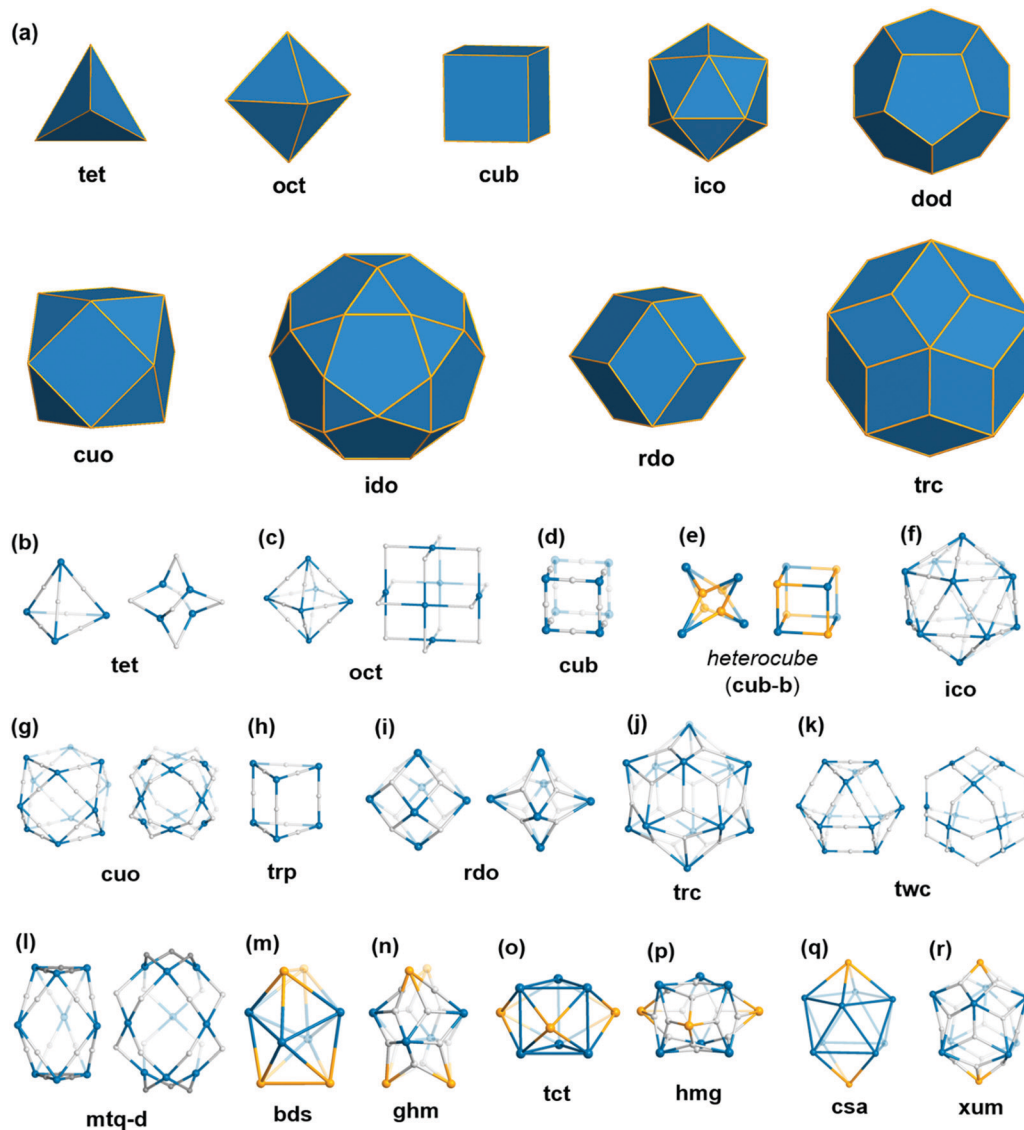 (a)
tet
oct
cub
ico
dod
cuo
ido
rdo
trc
(b)
(c)
(d)
(e)
(f)
tet
oct
cub
heterocube
(cub-b)
ico
(g)
(h)
(i)
(j)
(k)
cuo
trp
rdo
trc
twc
(l)
(m)
(n)
(o)
(p)
(q)
(r)
mtq-d
bds
ghm
tct
hmg
csa
xum